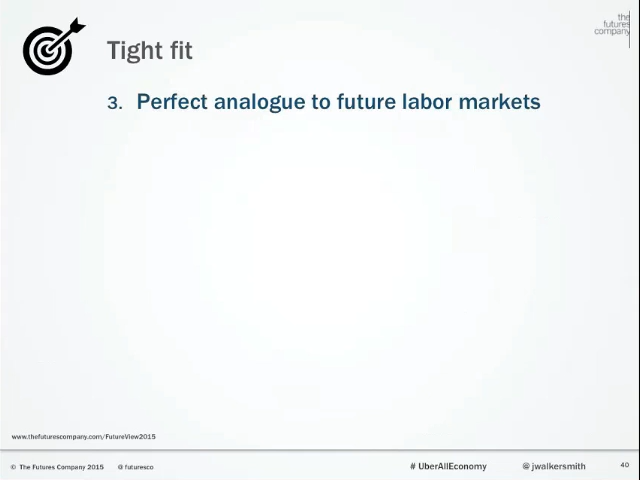 the
futures
company
Tight fit
3. Perfect analogue to future labor markets
www.thefuturescompany.com/FutureView2015
© The Futures Company 2015 @futuresco # UberAllEconomy @jwalkersmith 40